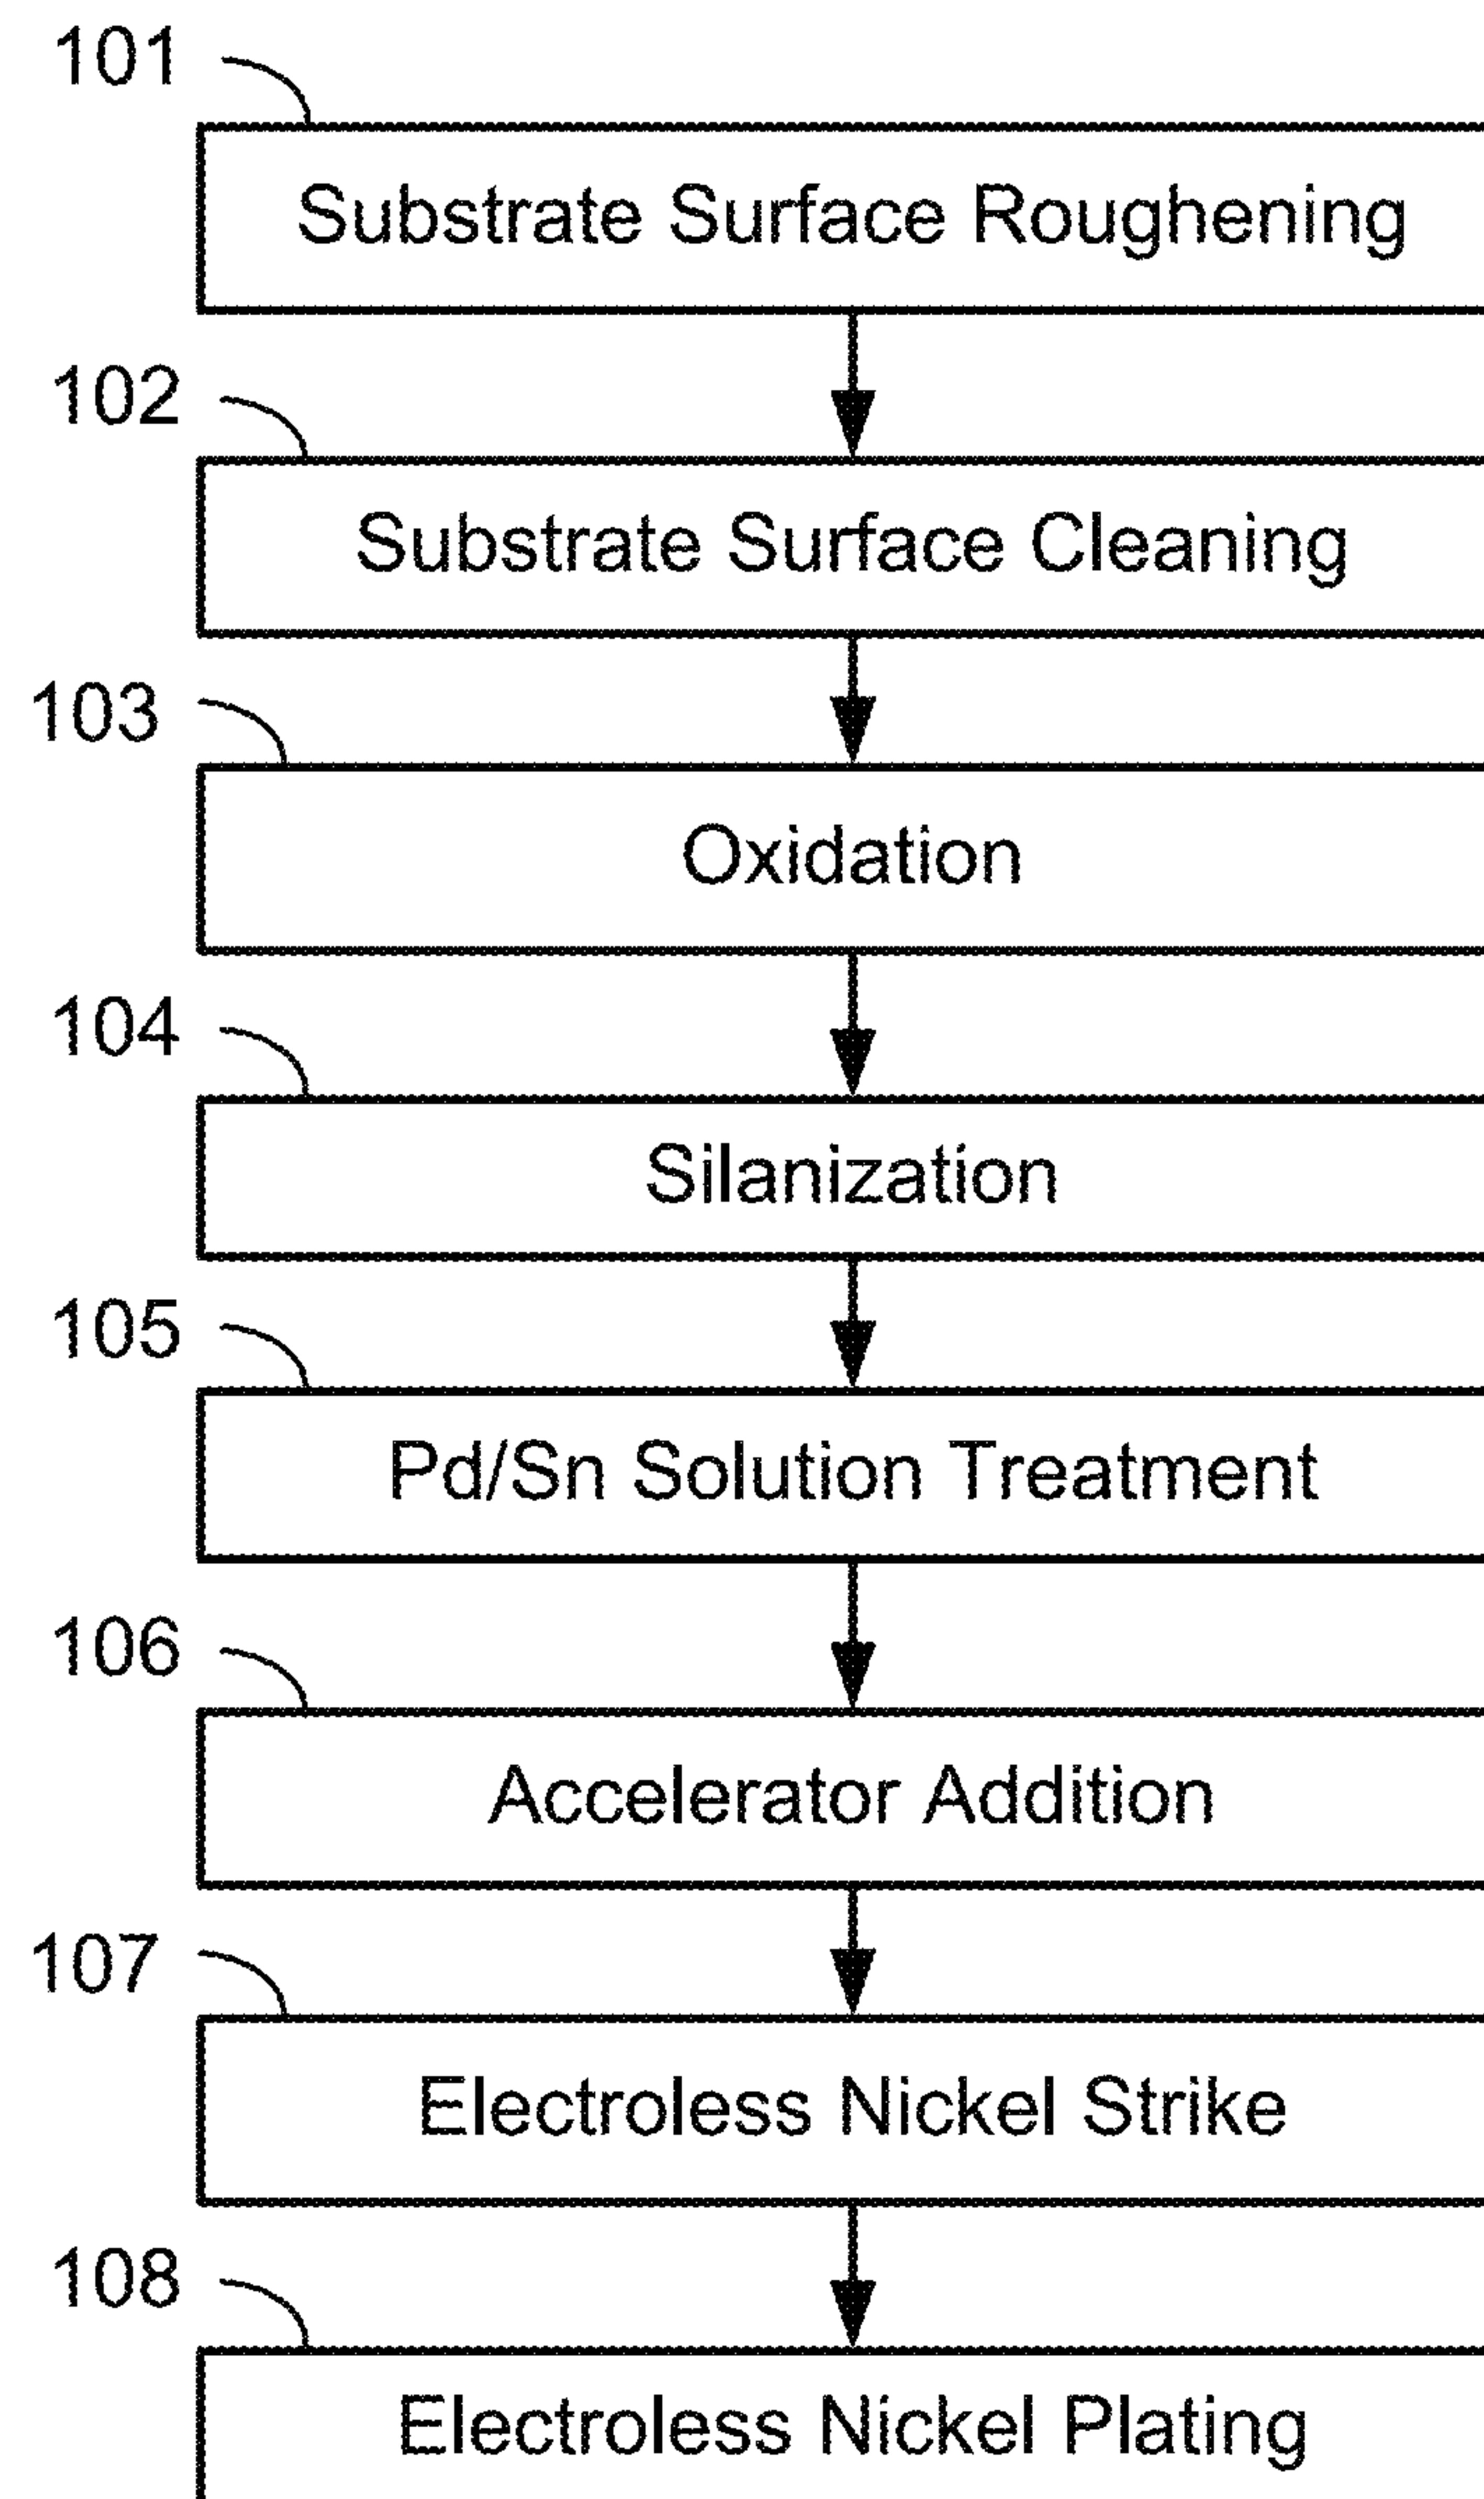 101
Substrate Surface Roughening
102
Substrate Surface Cleaning
103
Oxidation
104
Silanization
105
Pd/Sn Solution Treatment
106
Accelerator Addition
107
Electroless Nickel Strike
108
Electroless Nickel Plating